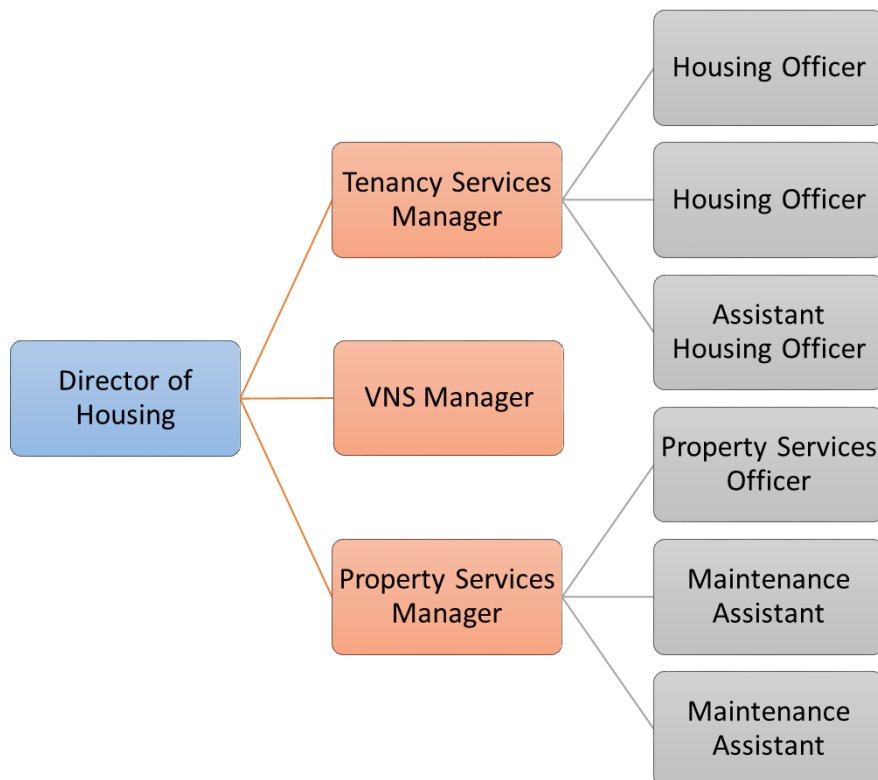 Housing Officer
Tenancy Services
Manager
Housing Officer
Assistant
Housing Officer
Director of
Housing
VNS Manager
Property Services
Officer
Property Services
Manager
Maintenance
Assistant
Maintenance
Assistant